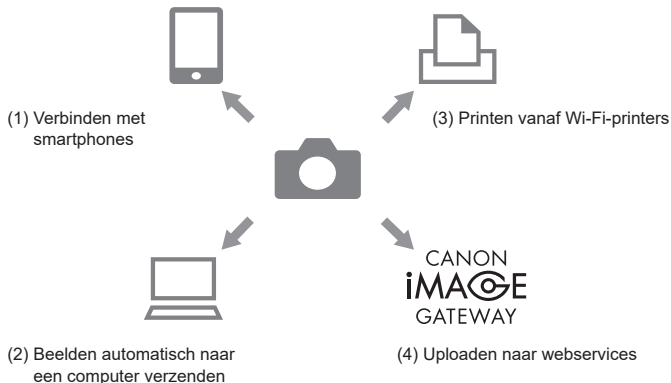 (1) Verbinden met
smartphones
(3) Printen vanaf Wi-Fi-printers
CANON
iMAGE
GATEWAY
(2) Beelden automatisch naar
een computer verzenden
(4) Uploaden naar webservices